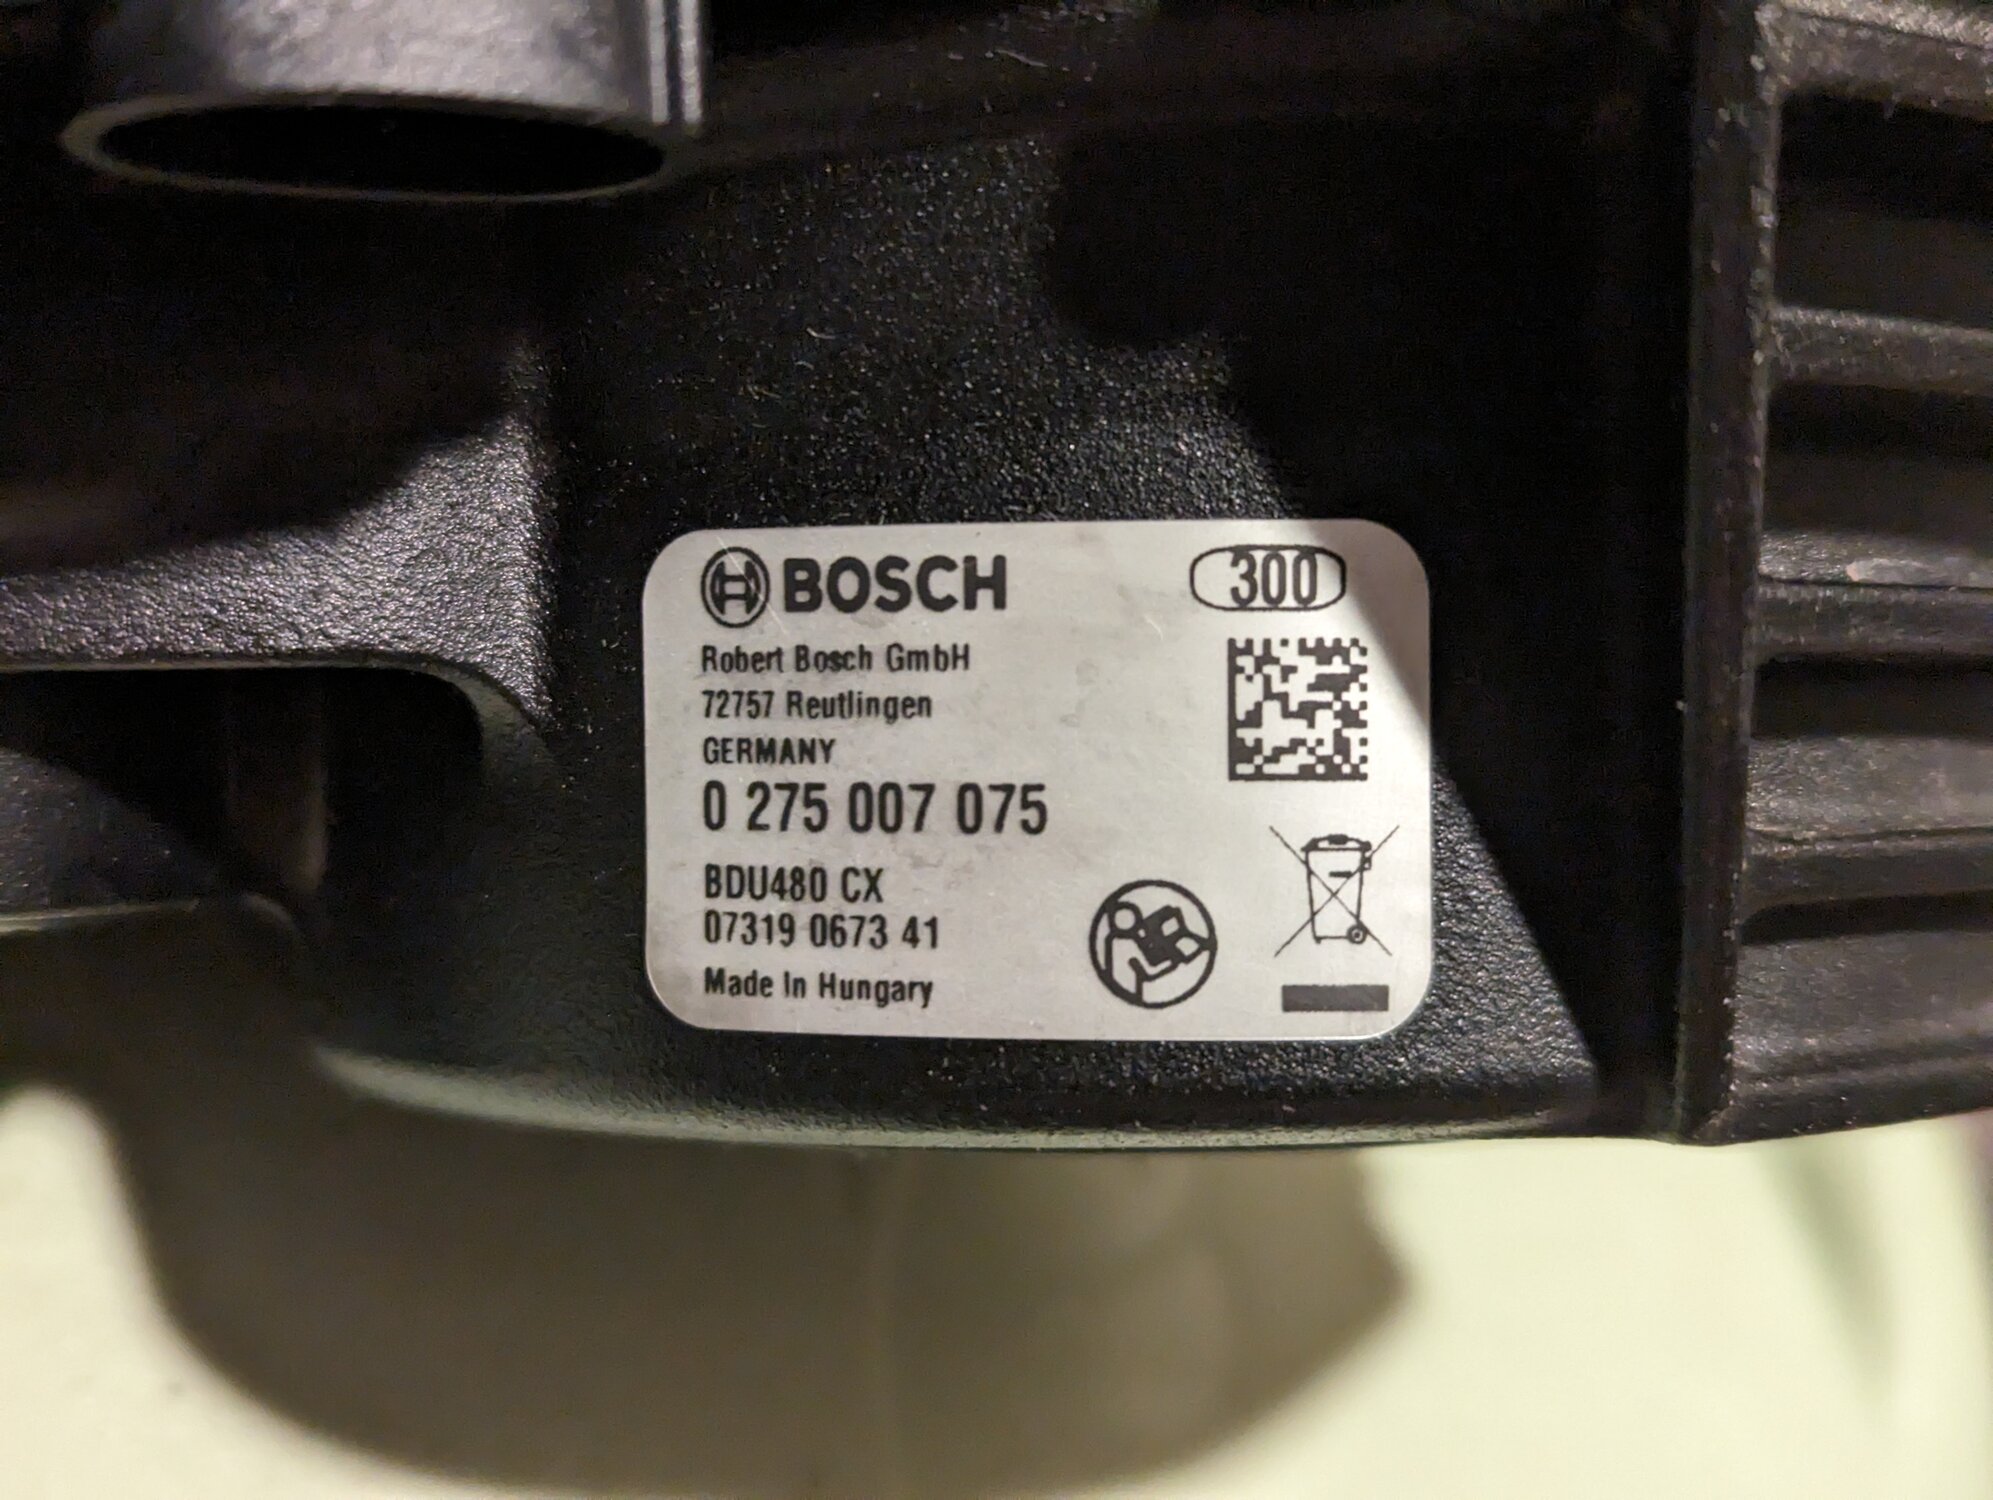 BOSCH 300
Robert Bosch GmbH
72757 Reutlingen
GERMANY
0 275 007 075
BDU480 CX
07319 0673 41
Made In Hungary